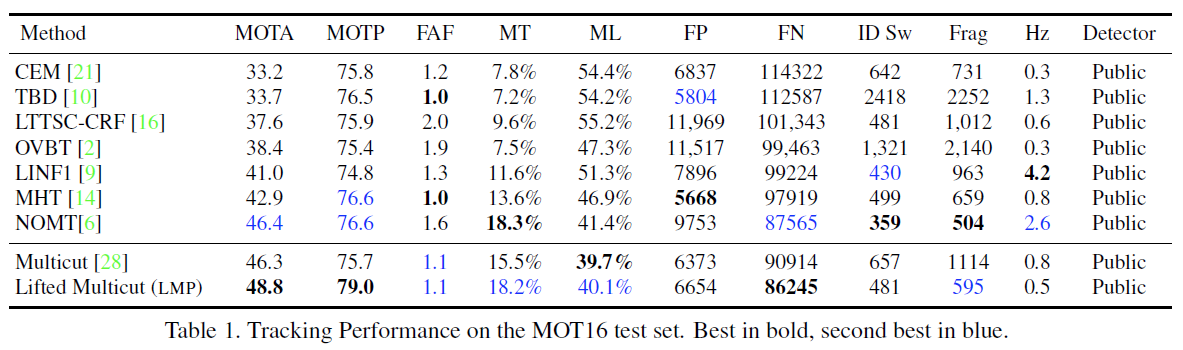 Method MOTA MOTP FAF MT ML FP FN ID Sw Frag Hz Detector
CEM [21] 33.2 75.8 1.2 7.8% 54.4% 6837 114322 642 731 0.3 Public
TBD [10] 33.7 76.5 1.0 7.2% 54.2% 5804 112587 2418 2252 1.3 Public
LTTSC-CRF [16] 37.6 75.9 2.0 9.6% 55.2% 11,969 101,343 481 1,012 0.6 Public
OVBT [2] 38.4 75.4 1.9 7.5% 47.3% 11,517 99,463 1,321 2,140 0.3 Public
LINF1 [9] 41.0 74.8 1.3 11.6% 51.3% 7896 99224 430 963 4.2 Public
MHT [14] 42.9 76.6 1.0 13.6% 46.9% 5668 97919 499 659 0.8 Public
NOMT[6] 46.4 76.6 1.6 18.3% 41.4% 9753 87565 359 504 2.6 Public
Multicut [28] 46.3 75.7 1.1 15.5% 39.7% 6373 90914 657 1114 0.8 Public
Lifted Multicut (LMP) 48.8 79.0 1.1 18.2% 40.1% 6654 86245 481 595 0.5 Public
Table 1. Tracking Performance on the MOT16 test set. Best in bold, second best in blue.